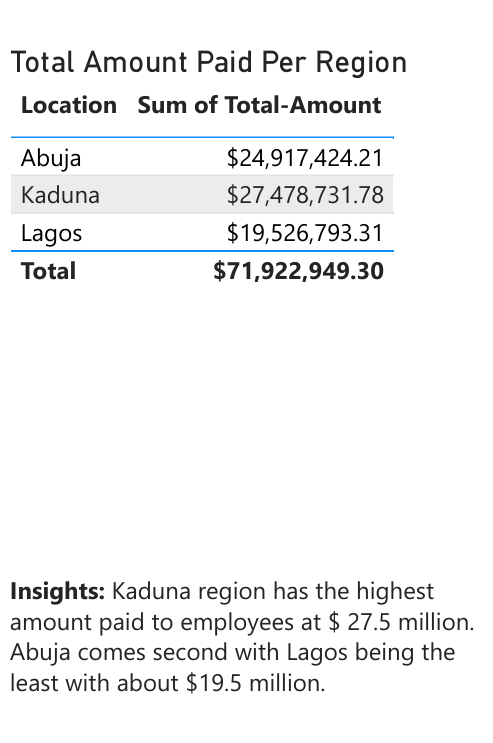 Total Amount Paid Per Region
Location Sum of Total-Amount
Abuja $24,917,424.21
Kaduna $27,478,731.78
Lagos $19,526,793.31
Total $71,922,949.30
Insights: Kaduna region has the highest
amount paid to employees at $ 27.5 million.
Abuja comes second with Lagos being the
least with about $19.5 million.